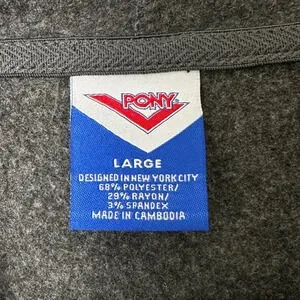 PONY
LARGE
DESIGNED IN NEW YORK CITY
68% POLYESTER/
29% RAYON/
3% SPANDEX
MADE IN CAMBODIA